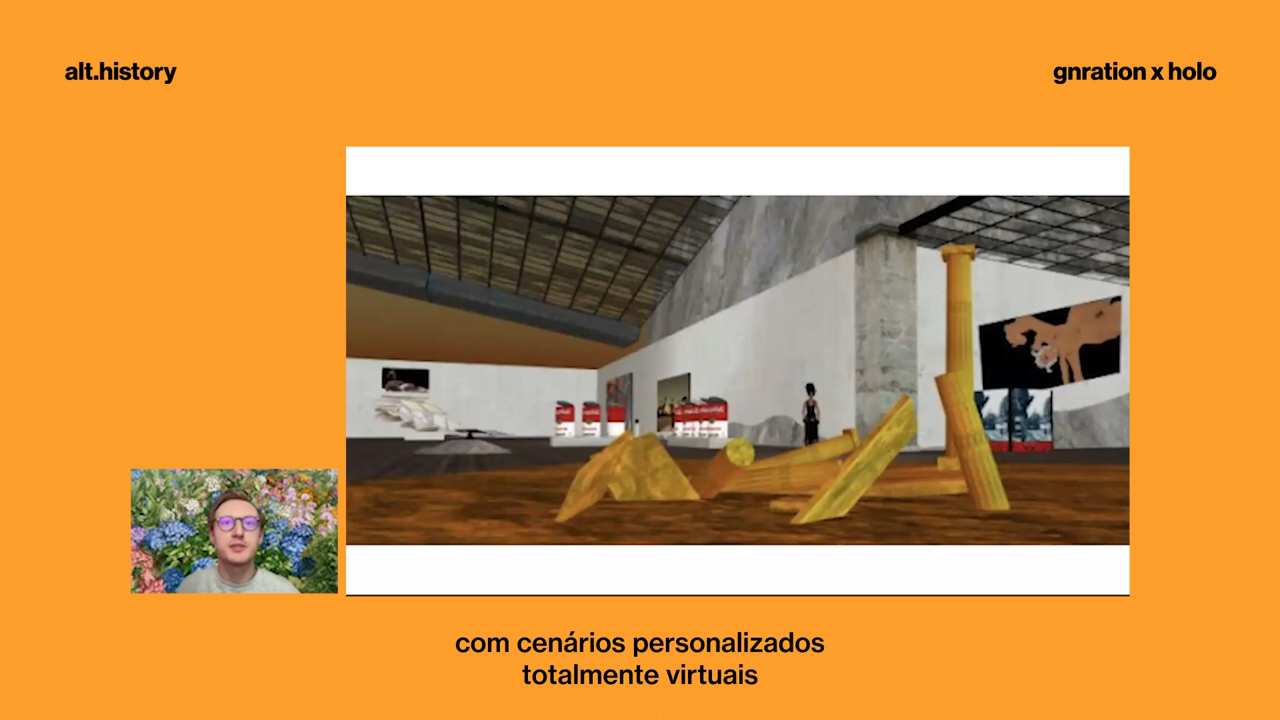 alt.history
gnration x holo
com cenários personalizados
totalmente virtuais